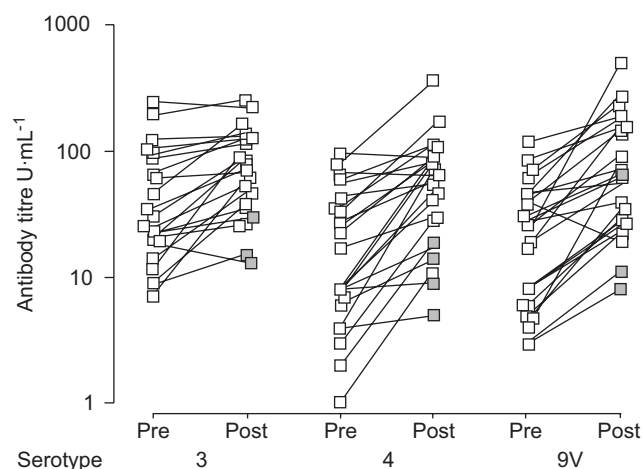 Antibody titre U·mL⁻¹
1000
100
10
1
Pre Post Pre Post Pre Post
Serotype 3 4 9V